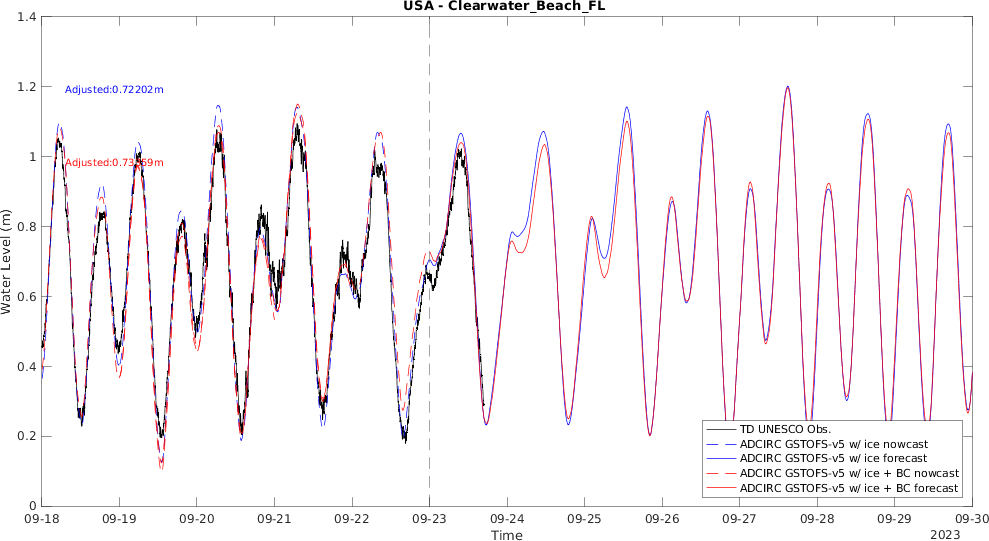 USA - Clearwater_Beach_FL
1.4
1.2
1
0.8
0.6
0.4
0.2
0
Water Level (m)
Adjusted:0.72202m
TD UNESCO Obs.
ADCIRC GSTOFS-v5 w/ ice nowcast
ADCIRC GSTOFS-v5 w/ ice forecast
ADCIRC GSTOFS-v5 w/ ice + BC nowcast
ADCIRC GSTOFS-v5 w/ ice + BC forecast
09-18 09-19 09-20 09-21 09-22 09-23 09-24 09-25 09-26 09-27 09-28 09-29 09-30
Time
2023